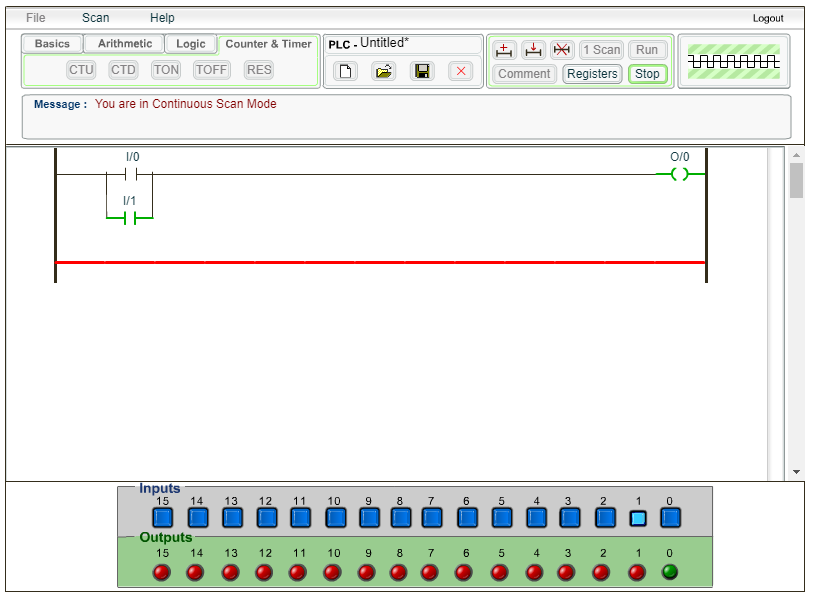 File Scan Help Logout
Basics Arithmetic Logic Counter & Timer
CTU CTD TON TOFF RES
PLC - Untitled*
1 Scan Run
Comment Registers Stop
Message : You are in Continuous Scan Mode
I/0 O/0
I/1
Inputs
15 14 13 12 11 10 9 8 7 6 5 4 3 2 1 0
Outputs
15 14 13 12 11 10 9 8 7 6 5 4 3 2 1 0